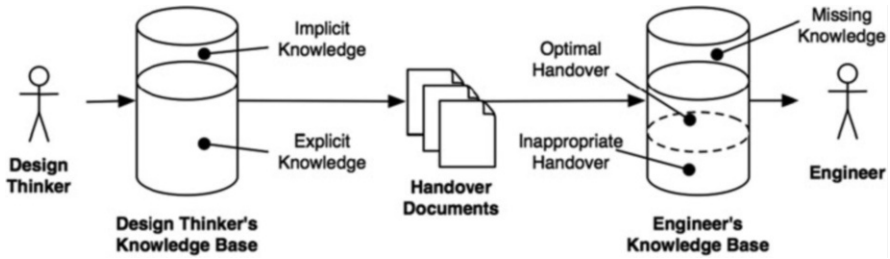 Implicit
Knowledge
Explicit
Knowledge
Design
Thinker
Design Thinker's
Knowledge Base
Handover
Documents
Optimal
Handover
Inappropriate
Handover
Missing
Knowledge
Engineer's
Knowledge Base
Engineer